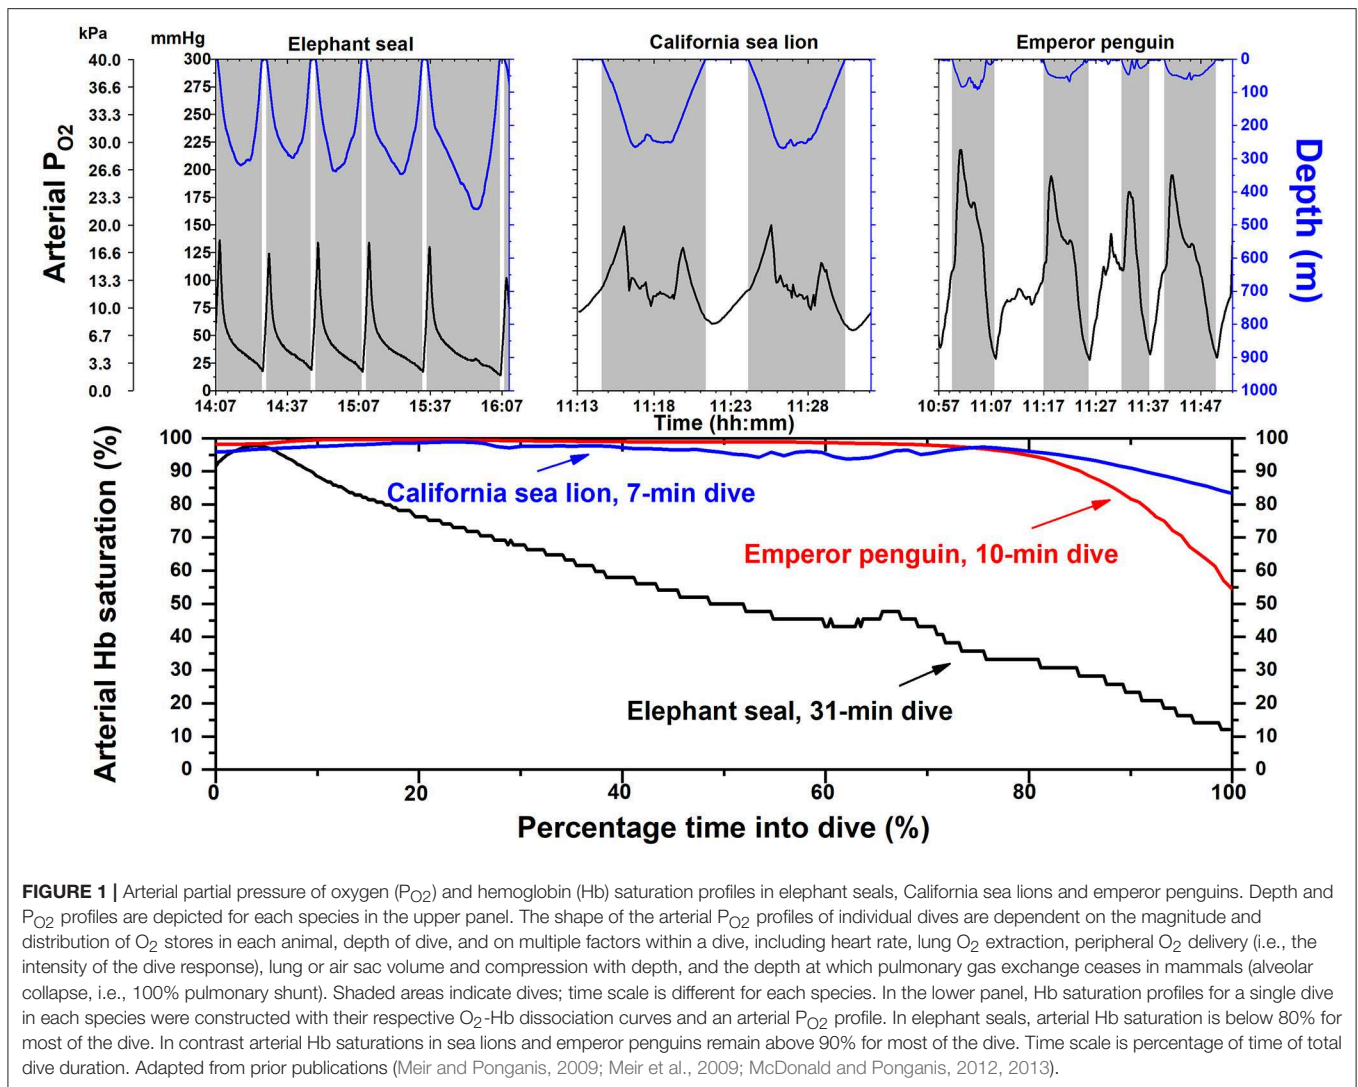 kPa
mmHg
Elephant seal
California sea lion
Emperor penguin
40.0 300
36.6 275
33.3 250
30.0 225
26.6 200
23.3 175
20.0 150
16.6 125
13.3 100
10.0 75
6.7 50
3.3 25
0.0 0
Arterial PO2
0
100
200
300
400
500
600
700
800
900
1000
Depth (m)
14:07 14:37 15:07 15:37 16:07
11:13 11:18 11:23 11:28
10:57 11:07 11:17 11:27 11:37 11:47
Time (hh:mm)
Arterial Hb saturation (%)
100 100
90 90
80 80
70 70
60 60
50 50
40 40
30 30
20 20
10 10
0 0
California sea lion, 7-min dive
Emperor penguin, 10-min dive
Elephant seal, 31-min dive
0 20 40 60 80 100
Percentage time into dive (%)
FIGURE 1 | Arterial partial pressure of oxygen (PO2) and hemoglobin (Hb) saturation profiles in elephant seals, California sea lions and emperor penguins. Depth and
PO2 profiles are depicted for each species in the upper panel. The shape of the arterial PO2 profiles of individual dives are dependent on the magnitude and
distribution of O2 stores in each animal, depth of dive, and on multiple factors within a dive, including heart rate, lung O2 extraction, peripheral O2 delivery (i.e., the
intensity of the dive response), lung or air sac volume and compression with depth, and the depth at which pulmonary gas exchange ceases in mammals (alveolar
collapse, i.e., 100% pulmonary shunt). Shaded areas indicate dives; time scale is different for each species. In the lower panel, Hb saturation profiles for a single dive
in each species were constructed with their respective O2-Hb dissociation curves and an arterial PO2 profile. In elephant seals, arterial Hb saturation is below 80% for
most of the dive. In contrast arterial Hb saturations in sea lions and emperor penguins remain above 90% for most of the dive. Time scale is percentage of time of total
dive duration. Adapted from prior publications (Meir and Ponganis, 2009; Meir et al., 2009; McDonald and Ponganis, 2012, 2013).